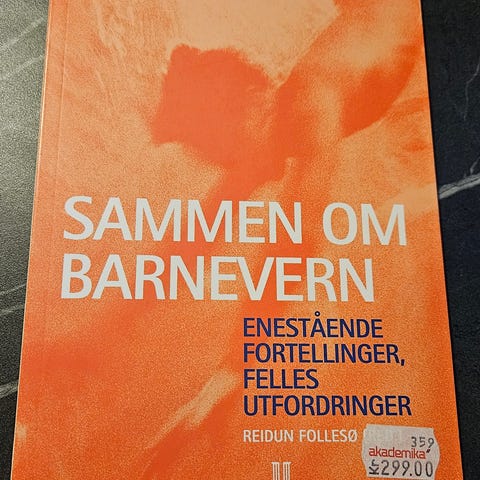 SAMMEN OM
BARNEVERN
ENESTÅENDE
FORTELLINGER,
FELLES
UTFORDRINGER
REIDUN FOLLESØ
359
akademika
299.00